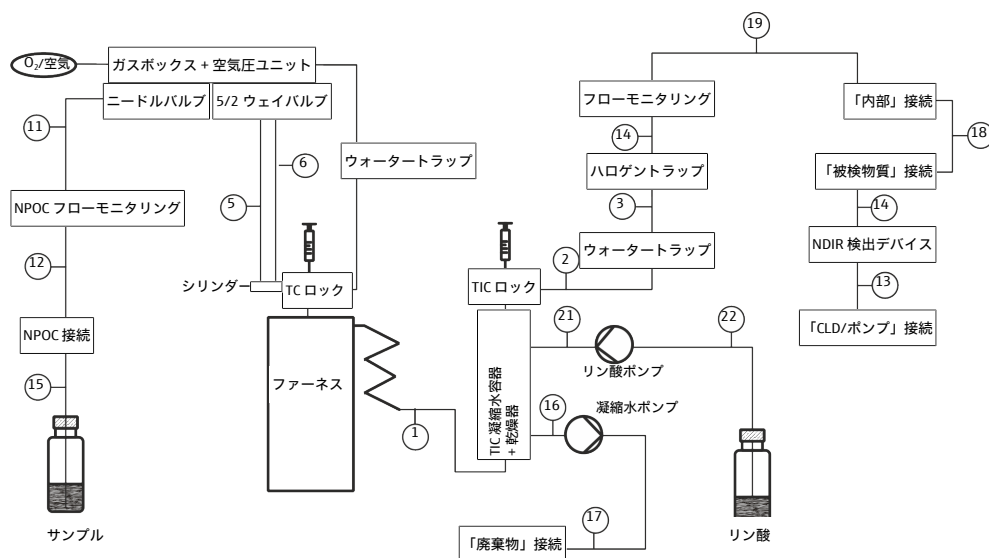 19
O₂/空気
ガスボックス + 空気圧ユニット
ニードルバルブ
5/2 ウェイバルブ
フローモニタリング
「内部」接続
11
14
18
6
ウォータートラップ
ハロゲントラップ
「被検物質」接続
NPOC フローモニタリング
5
3
14
12
2
ウォータートラップ
NDIR 検出デバイス
シリンダー
TC ロック
TIC ロック
13
NPOC 接続
21
22
「CLD/ポンプ」接続
15
ファーネス
リン酸ポンプ
TIC 凝縮水容器
+ 乾燥器
16
凝縮水ポンプ
1
サンプル
17
「廃棄物」接続
リン酸